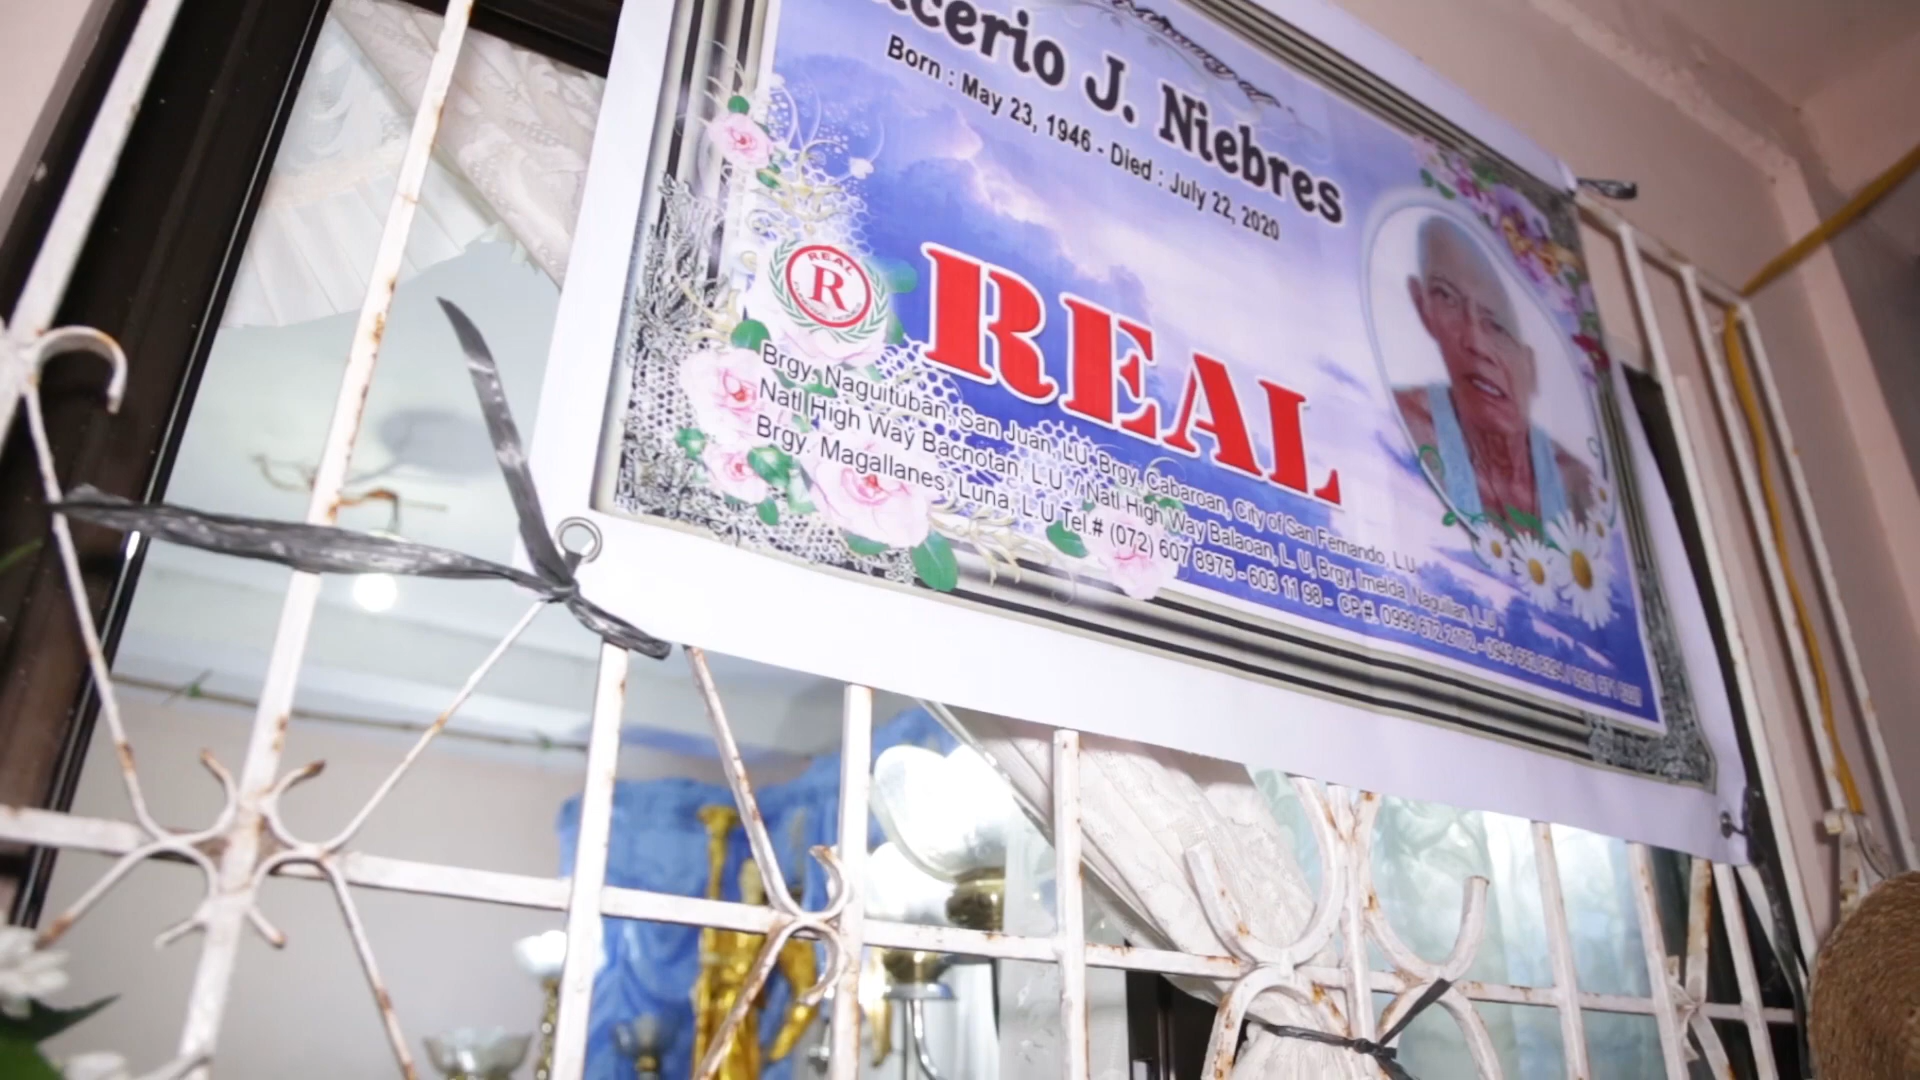 cerio J. Niebres
Born : May 23, 1946 - Died : July 22, 2020
REAL
R
REAL
Brgy. Naguituban, San Juan, LU, Brgy. Cabaroan, City of San Fernando, L.U
Natl High Way Bacnotan, L.U, / Natl High Way Balaoan, L. U, Brgy. Imelda, Naguilian, L.U ,
Brgy. Magallanes, Luna, L.U Tel.# (072) 607 8975 - 603 11 98 - CP #. 0999 672 2172 -